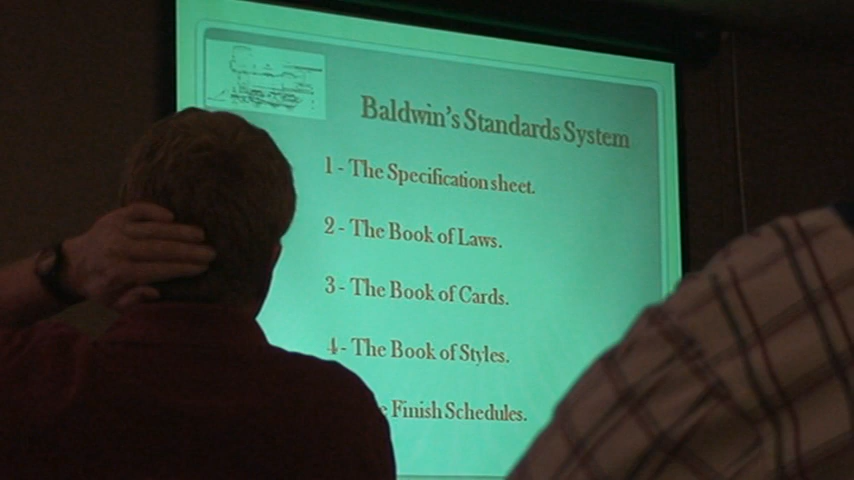 Baldwin's Standards System
1 - The Specification sheet.
2 - The Book of Laws.
3 - The Book of Cards.
4 - The Book of Styles.
Finish Schedules.